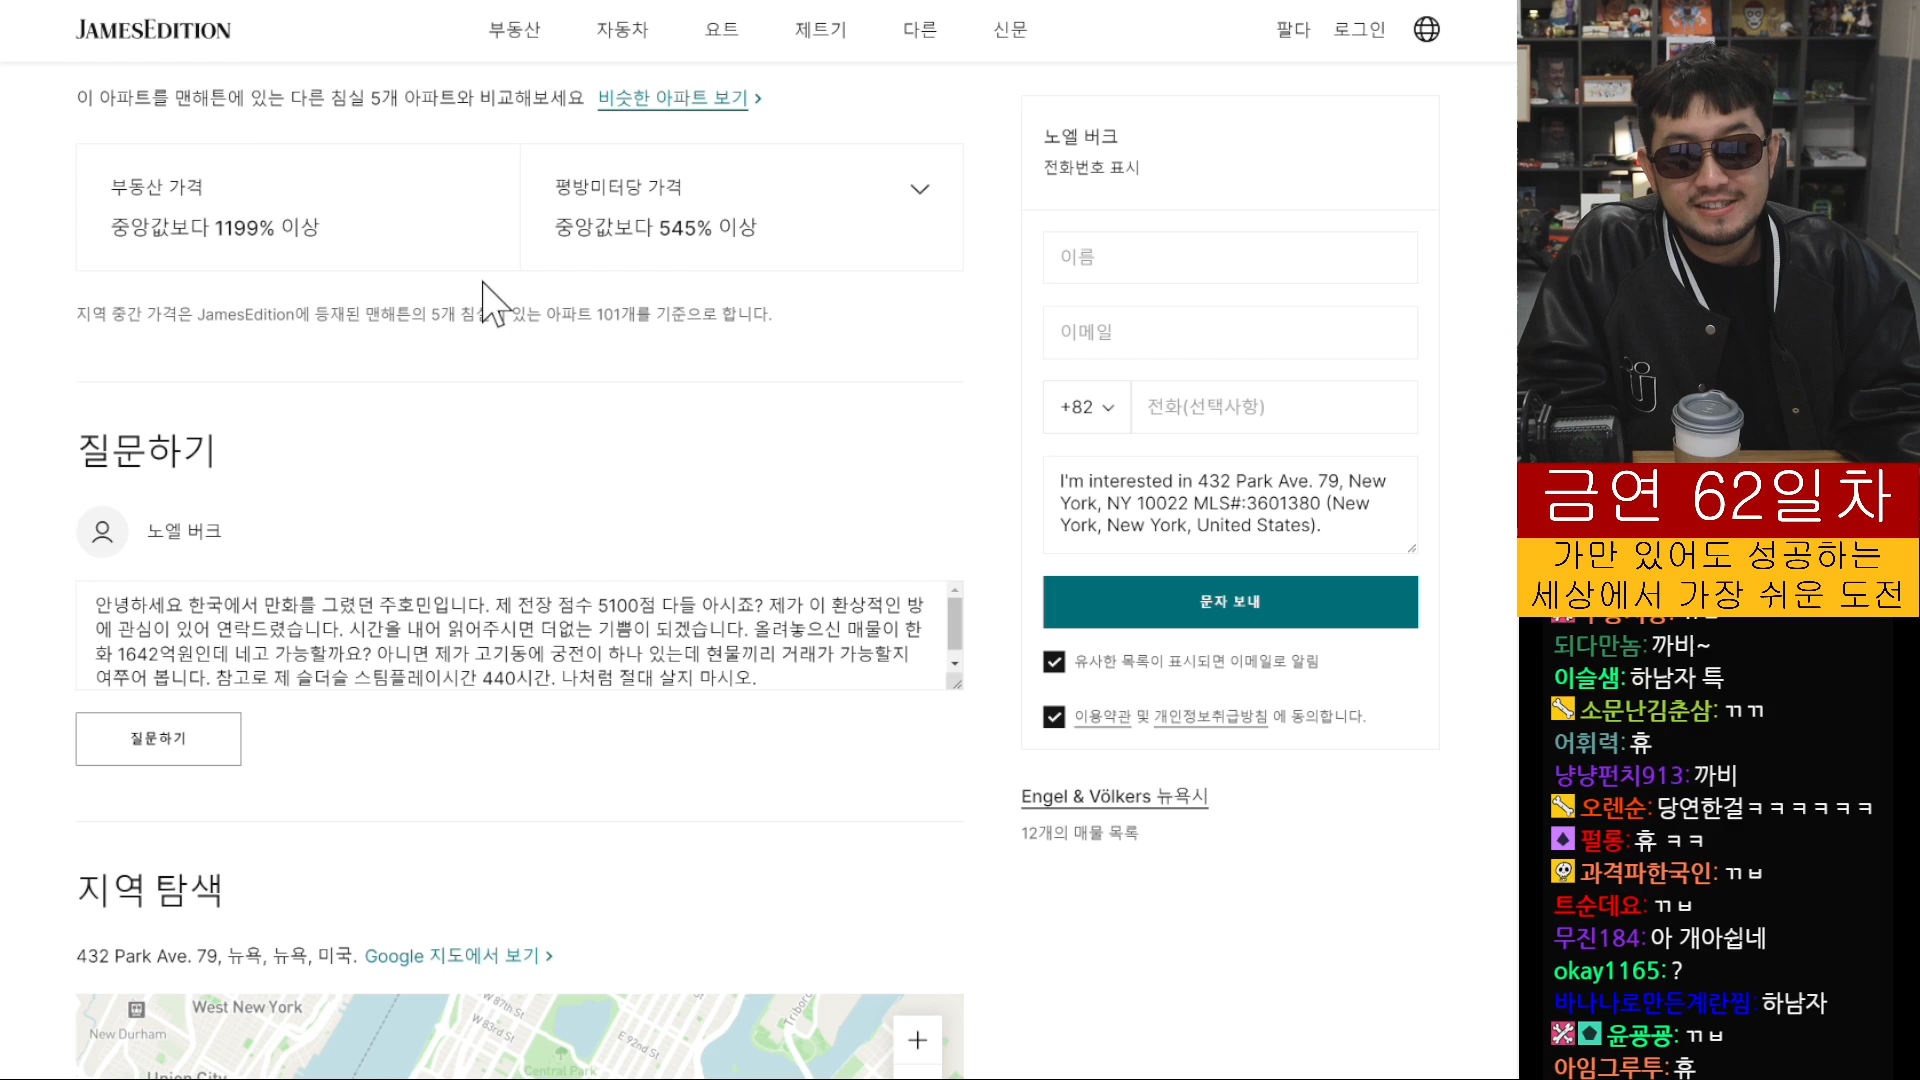 JAMESEDITION
부동산 자동차 요트 제트기 다른 신문
팔다 로그인
이 아파트를 맨해튼에 있는 다른 침실 5개 아파트와 비교해보세요 비슷한 아파트 보기
부동산 가격
중앙값보다 1199% 이상
평방미터당 가격
중앙값보다 545% 이상
지역 중간 가격은 JamesEdition에 등재된 맨해튼의 5개 침실 있는 아파트 101개를 기준으로 합니다.
질문하기
노엘 버크
안녕하세요 한국에서 만화를 그렸던 주호민입니다. 제 전장 점수 5100점 다들 아시죠? 제가 이 환상적인 방
에 관심이 있어 연락드렸습니다. 시간을 내어 읽어주시면 더없는 기쁨이 되겠습니다. 올려놓으신 매물이 한
화 1642억원인데 네고 가능할까요? 아니면 제가 고기동에 궁전이 하나 있는데 현물끼리 거래가 가능할지
여쭈어 봅니다. 참고로 제 슬더슬 스팀플레이시간 440시간. 나처럼 절대 살지 마시오.
질문하기
지역 탐색
432 Park Ave. 79, 뉴욕, 뉴욕, 미국. Google 지도에서 보기
West New York
New Durham
Union City
W 87th St
W 83rd St
E 92nd St
Central Park
노엘 버크
전화번호 표시
이름
이메일
+82 전화(선택사항)
I'm interested in 432 Park Ave. 79, New
York, NY 10022 MLS#:3601380 (New
York, New York, United States).
문자 보내
유사한 목록이 표시되면 이메일로 알림
이용약관 및 개인정보취급방침 에 동의합니다.
Engel & Völkers 뉴욕시
12개의 매물 목록
금연 62일차
가만 있어도 성공하는
세상에서 가장 쉬운 도전
되다만놈: 까비~
이슬샘: 하남자 특
소문난김춘삼: ㄲㄲ
어휘력: 휴
냥냥펀치913: 까비
오렌순: 당연한걸ㅋㅋㅋㅋㅋㅋ
펄롱: 휴 ㅋㅋ
과격파한국인: ㄲㅂ
트순데요: ㄲㅂ
무진184: 아 개아쉽네
okay1165: ?
바나나로만든계란찜: 하남자
윤굥굥: ㄲㅂ
아임그루투: 휴